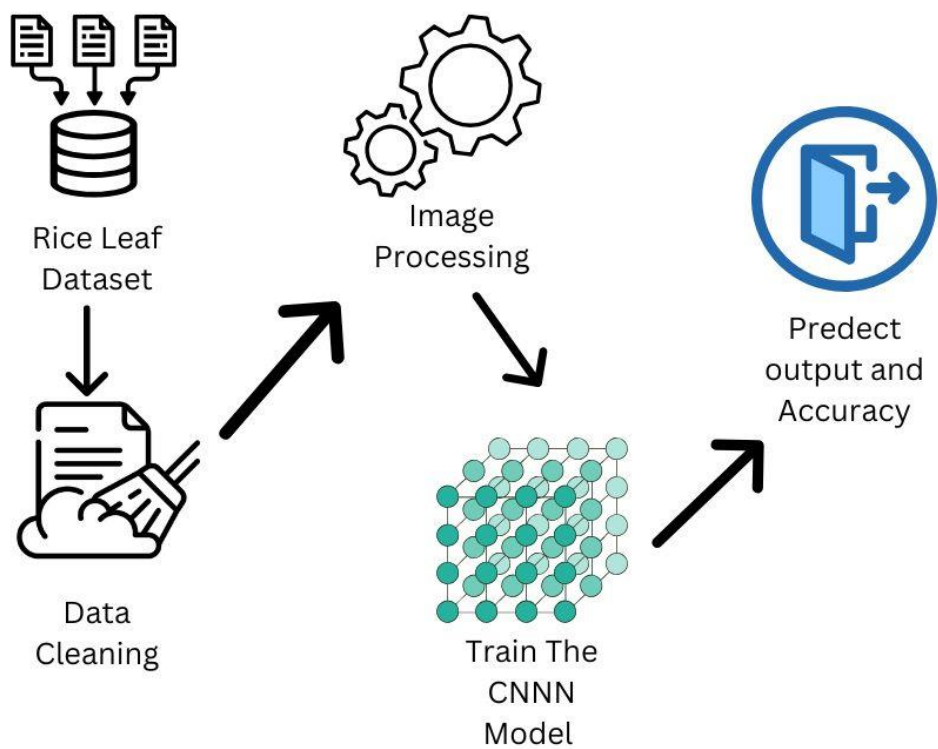 Rice Leaf
Dataset
Data
Cleaning
Image
Processing
Train The
CNNN
Model
Predect
output and
Accuracy